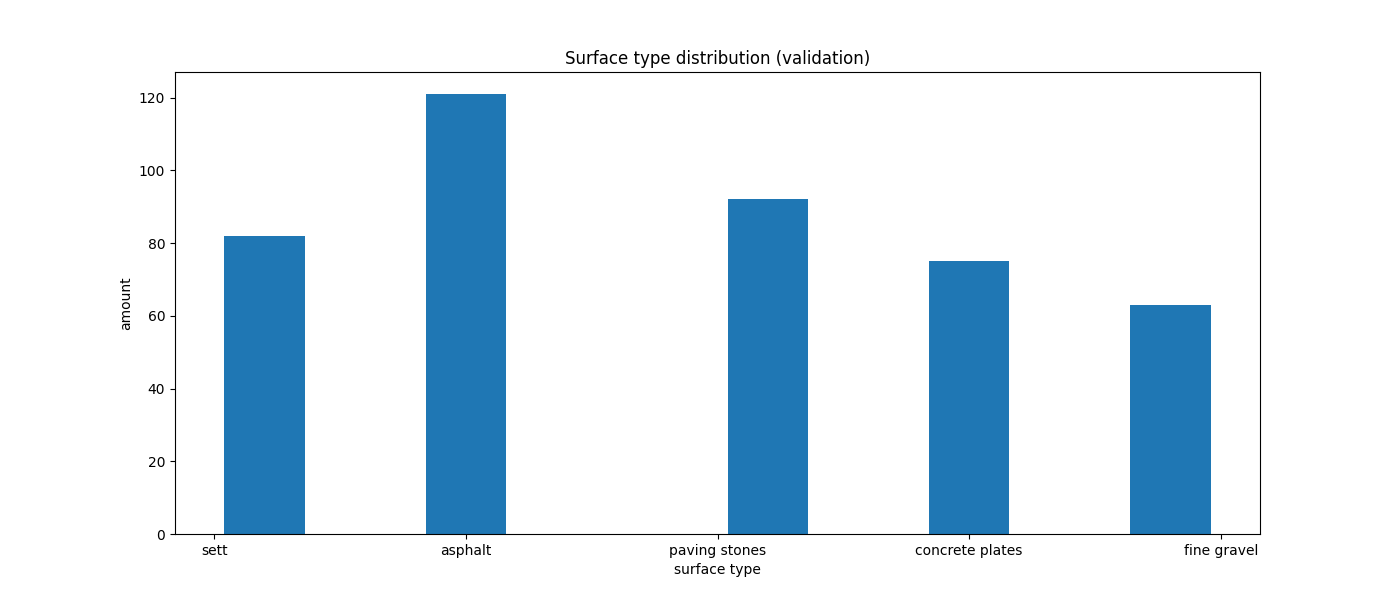 Surface type distribution (validation)
120
100
80
60
40
20
0
amount
sett asphalt paving stones concrete plates fine gravel
surface type